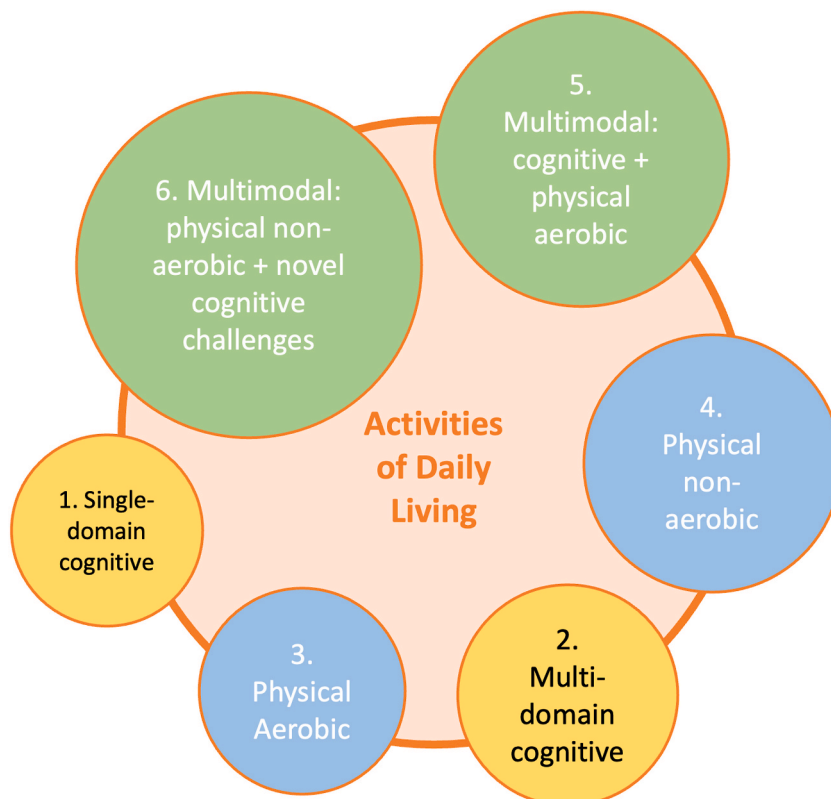 5.
Multimodal:
cognitive +
physical
aerobic
6. Multimodal:
physical non-
aerobic + novel
cognitive
challenges
4.
Physical
non-
aerobic
Activities
of Daily
Living
1. Single-
domain
cognitive
3.
Physical
Aerobic
2.
Multi-
domain
cognitive